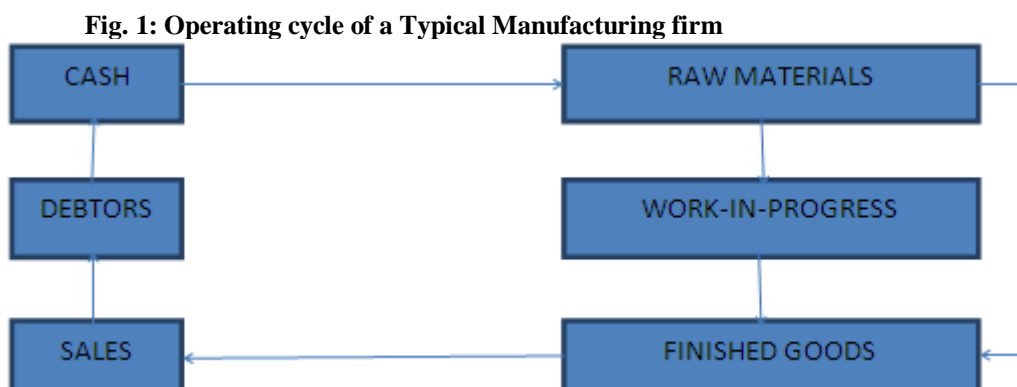 Fig. 1: Operating cycle of a Typical Manufacturing firm
CASH
RAW MATERIALS
DEBTORS
WORK-IN-PROGRESS
SALES
FINISHED GOODS